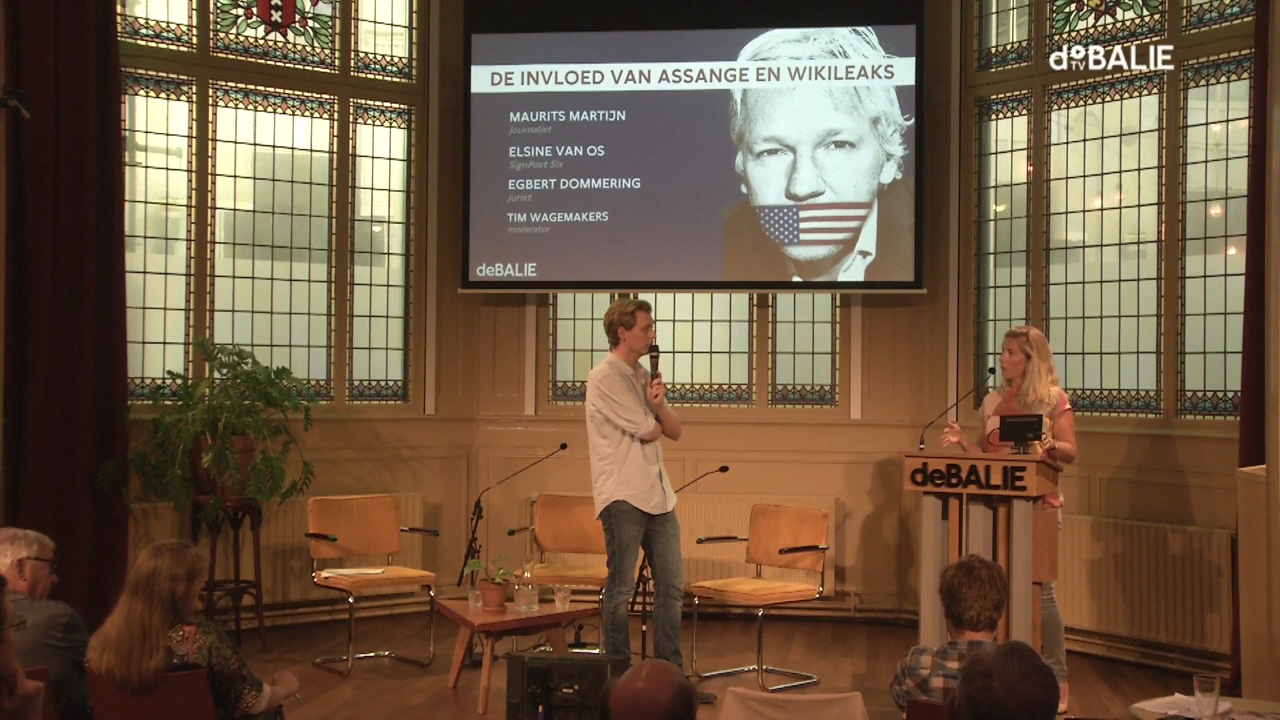 DE INVLOED VAN ASSANGE EN WIKILEAKS
MAURITS MARTIJN
journalist
ELSINE VAN OS
SignPost Six
EGBERT DOMMERING
jurist
TIM WAGEMAKERS
moderator
deBALIE
deBALIE
TV
deBALIE